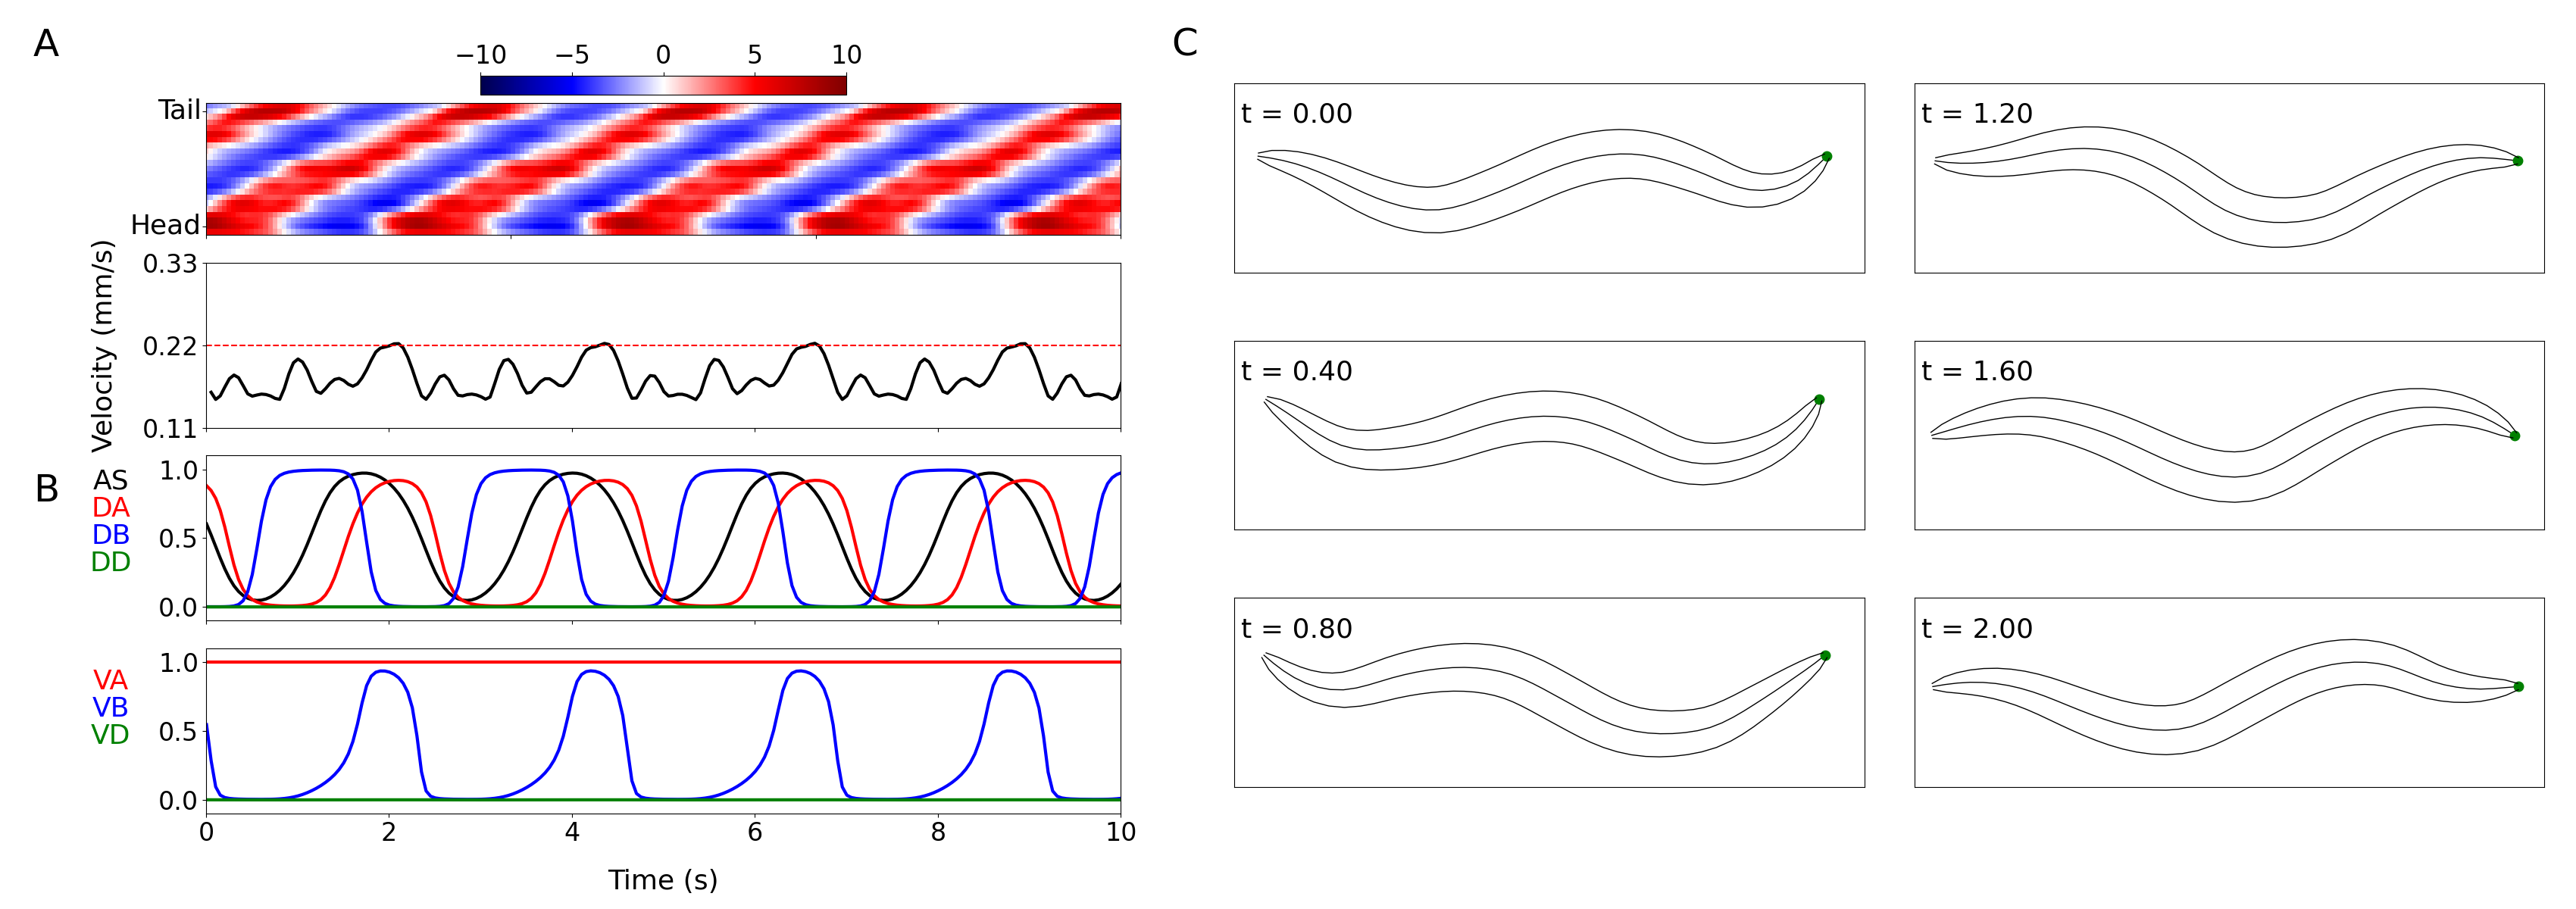 A
−10 −5 0 5 10
Tail
Head
Velocity (mm/s)
0.33
0.22
0.11
B
AS
DA
DB
DD
1.0
0.5
0.0
VA
VB
VD
1.0
0.5
0.0
0 2 4 6 8 10
Time (s)
C
t = 0.00
t = 1.20
t = 0.40
t = 1.60
t = 0.80
t = 2.00